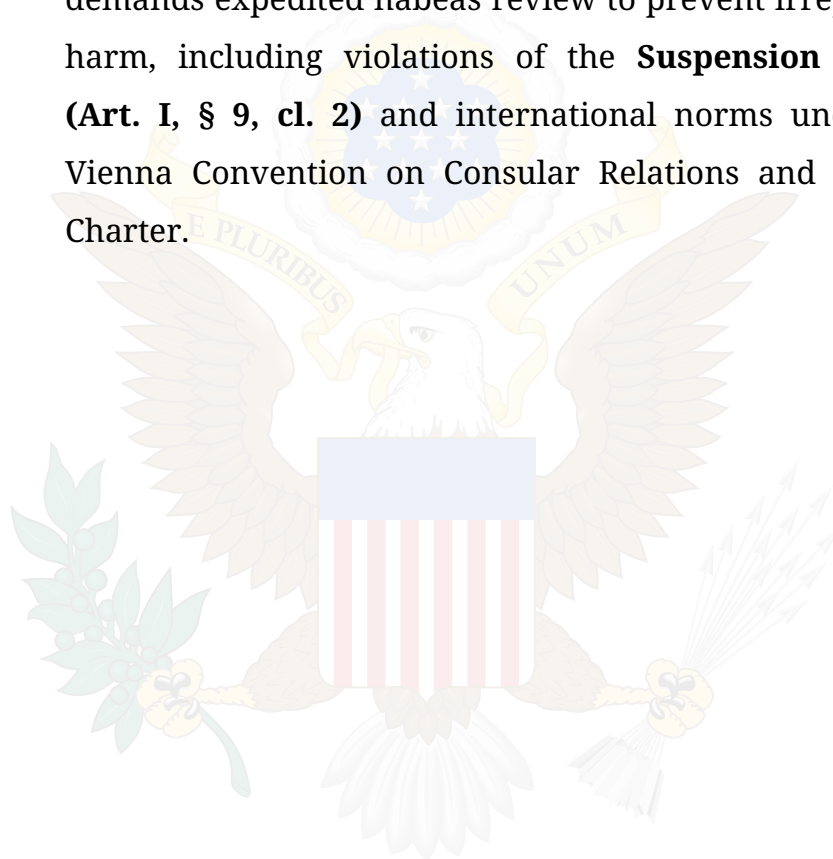 demands expedited habeas review to prevent
harm, including violations of the Suspension
(Art. I, § 9, cl. 2) and international norms
Vienna Convention on Consular Relations and
Charter.
E PLURIBUS UNUM